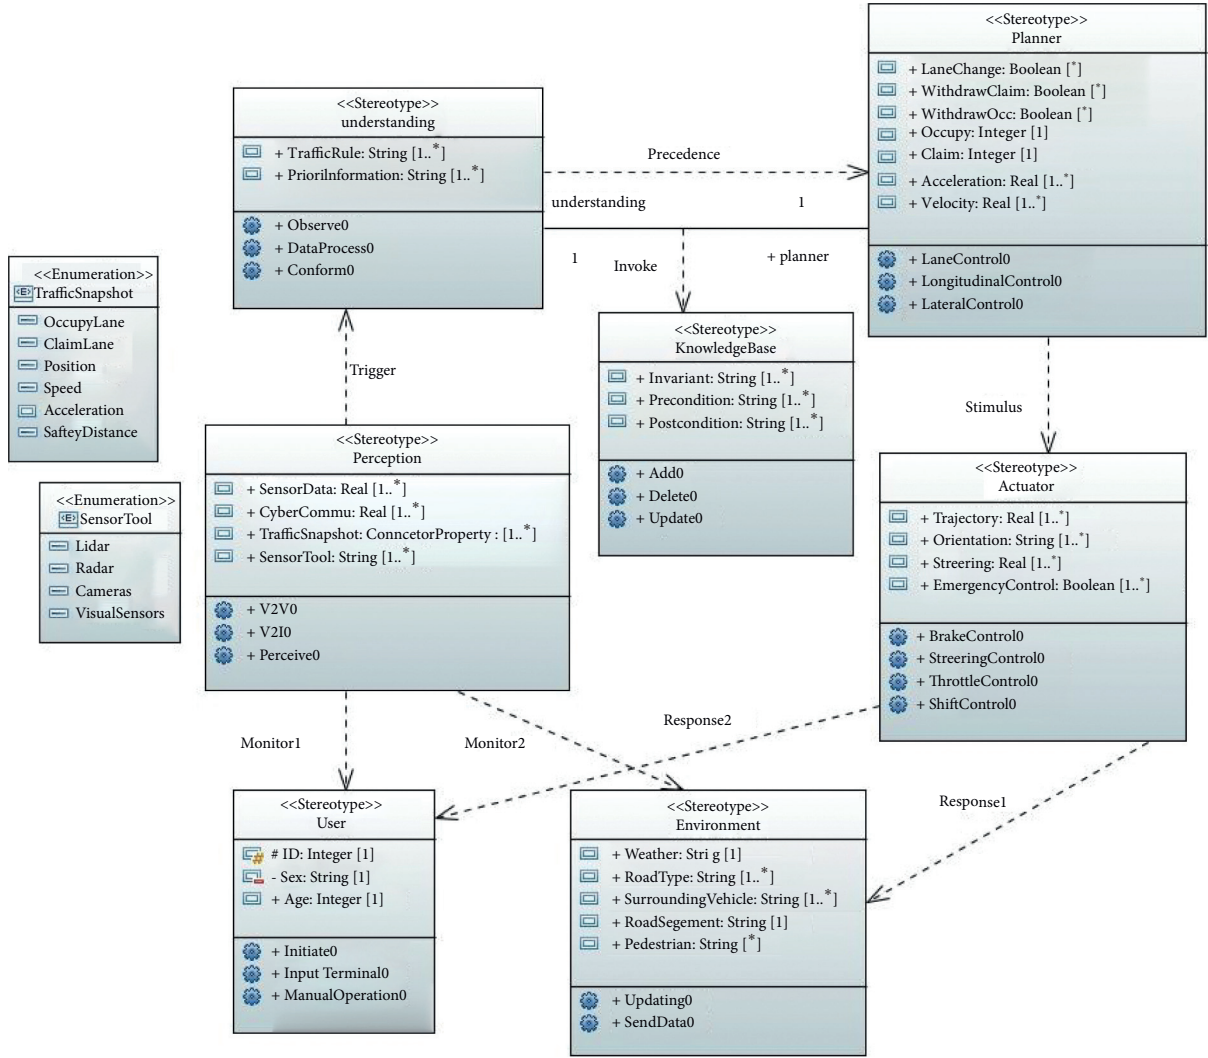 <<Stereotype>>
Planner
+ LaneChange: Boolean [*]
+ WithdrawClaim: Boolean [*]
+ WithdrawOcc: Boolean [*]
+ Occupy: Integer [1]
+ Claim: Integer [1]
+ Acceleration: Real [1..*]
+ Velocity: Real [1..*]
+ LaneControl0
+ LongitudinalControl0
+ LateralControl0
<<Stereotype>>
understanding
+ TrafficRule: String [1..*]
+ PrioriInformation: String [1..*]
+ Observe0
+ DataProcess0
+ Conform0
Precedence
understanding
1
1
Invoke
+ planner
<<Enumeration>>
<E> TrafficSnapshot
OccupyLane
ClaimLane
Position
Speed
Acceleration
SafteyDistance
<<Stereotype>>
KnowledgeBase
+ Invariant: String [1..*]
+ Precondition: String [1..*]
+ Postcondition: String [1..*]
+ Add0
+ Delete0
+ Update0
Trigger
Stimulus
<<Stereotype>>
Perception
+ SensorData: Real [1..*]
+ CyberCommu: Real [1..*]
+ TrafficSnapshot: ConncetorProperty : [1..*]
+ SensorTool: String [1..*]
+ V2V0
+ V2I0
+ Perceive0
<<Enumeration>>
<E> SensorTool
Lidar
Radar
Cameras
VisualSensors
<<Stereotype>>
Actuator
+ Trajectory: Real [1..*]
+ Orientation: String [1..*]
+ Streering: Real [1..*]
+ EmergencyControl: Boolean [1..*]
+ BrakeControl0
+ StreeringControl0
+ ThrottleControl0
+ ShiftControl0
Monitor1
Monitor2
Response2
Response1
<<Stereotype>>
User
# ID: Integer [1]
- Sex: String [1]
+ Age: Integer [1]
+ Initiate0
+ Input Terminal0
+ ManualOperation0
<<Stereotype>>
Environment
+ Weather: Stri g [1]
+ RoadType: String [1..*]
+ SurroundingVehicle: String [1..*]
+ RoadSegement: String [1]
+ Pedestrian: String [*]
+ Updating0
+ SendData0